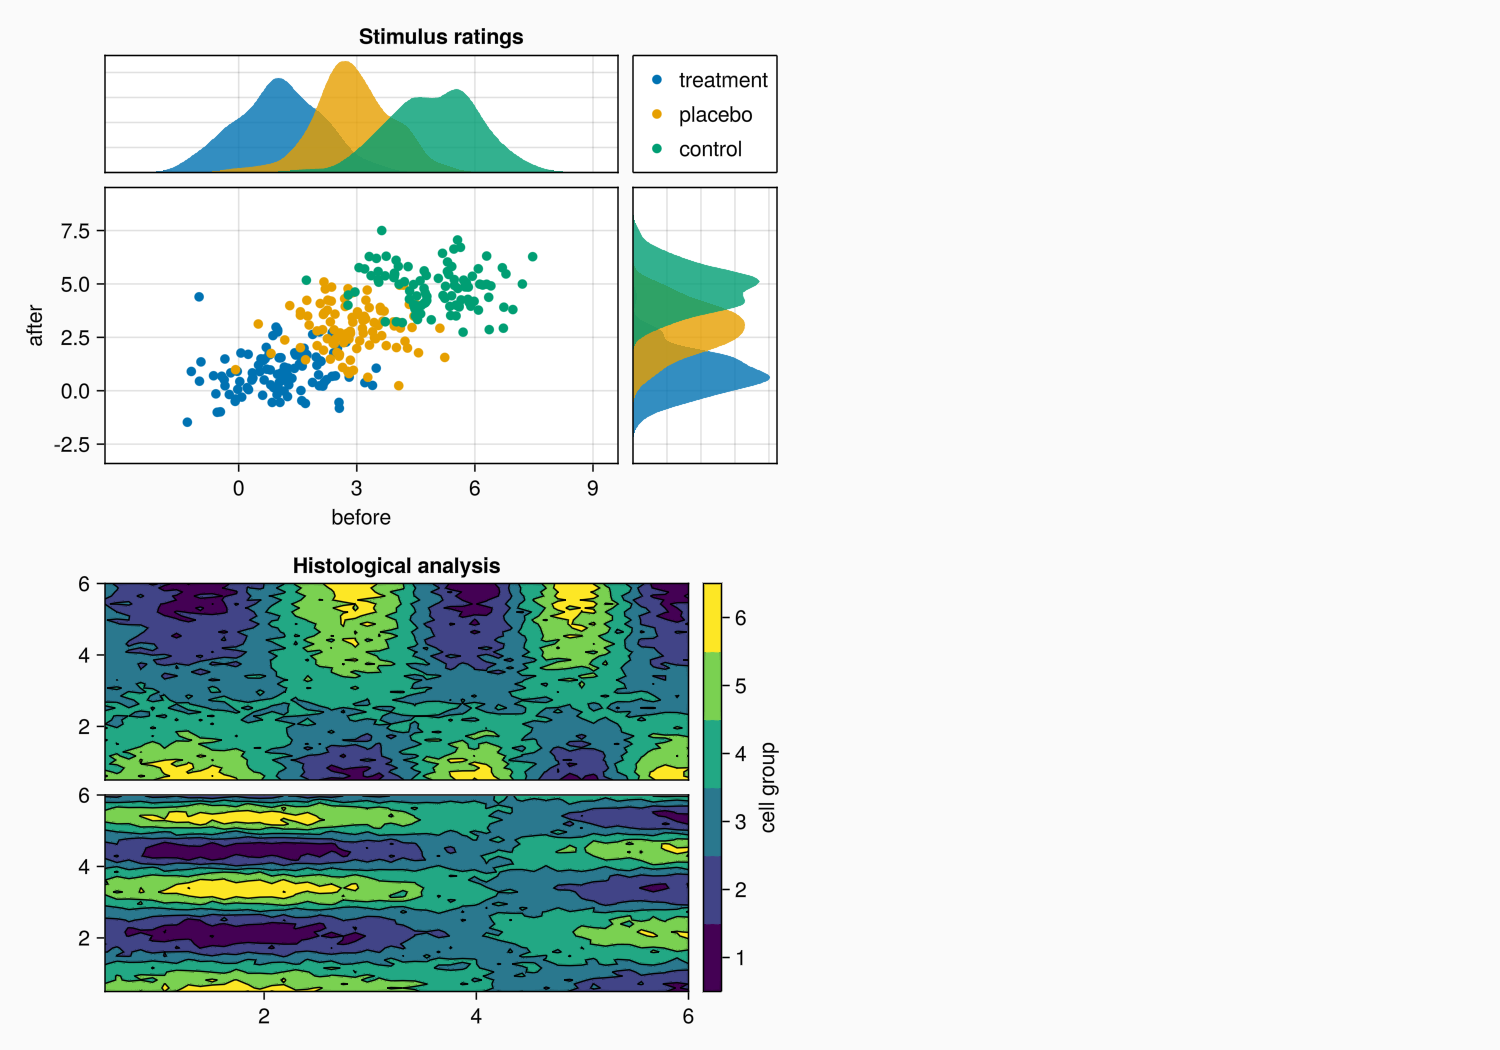 Stimulus ratings
treatment
placebo
control
after
7.5
5.0
2.5
0.0
-2.5
0 3 6 9
before
Histological analysis
6
4
2
6
4
2
2 4 6
6
5
4
3
2
1
cell group